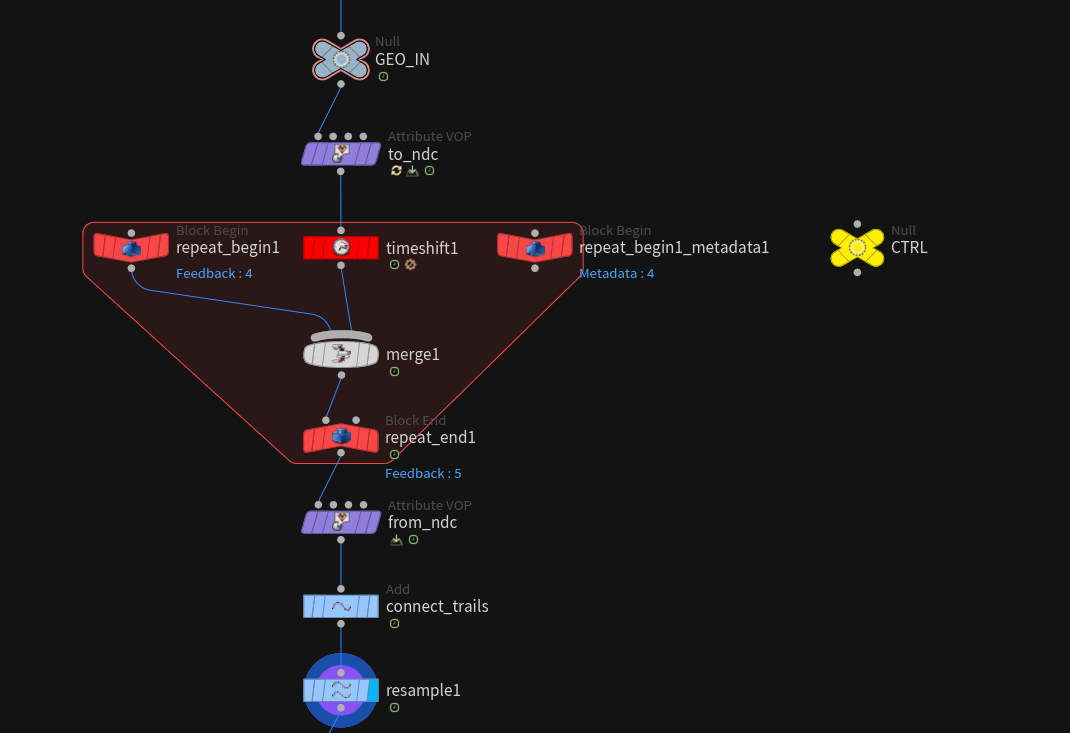 Null
GEO_IN
Attribute VOP
to_ndc
Block Begin
repeat_begin1
Feedback : 4
timeshift1
Block Begin
repeat_begin1_metadata1
Metadata : 4
Null
CTRL
merge1
Block End
repeat_end1
Feedback : 5
Attribute VOP
from_ndc
Add
connect_trails
resample1